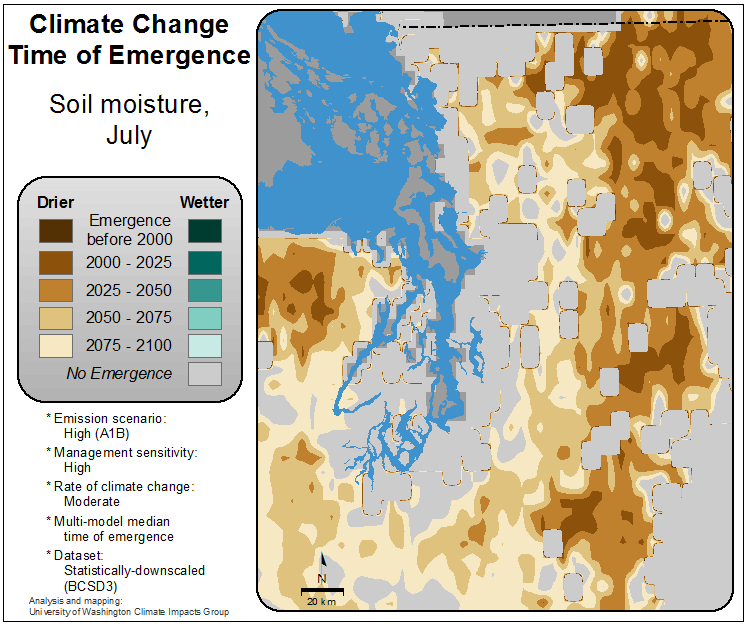 Climate Change
Time of Emergence
Soil moisture,
July
Drier
Wetter
Emergence
before 2000
2000 - 2025
2025 - 2050
2050 - 2075
2075 - 2100
No Emergence
* Emission scenario:
High (A1B)
* Management sensitivity:
High
* Rate of climate change:
Moderate
* Multi-model median
time of emergence
* Dataset:
Statistically-downscaled
(BCSD3)
Analysis and mapping:
University of Washington Climate Impacts Group
N
20 km